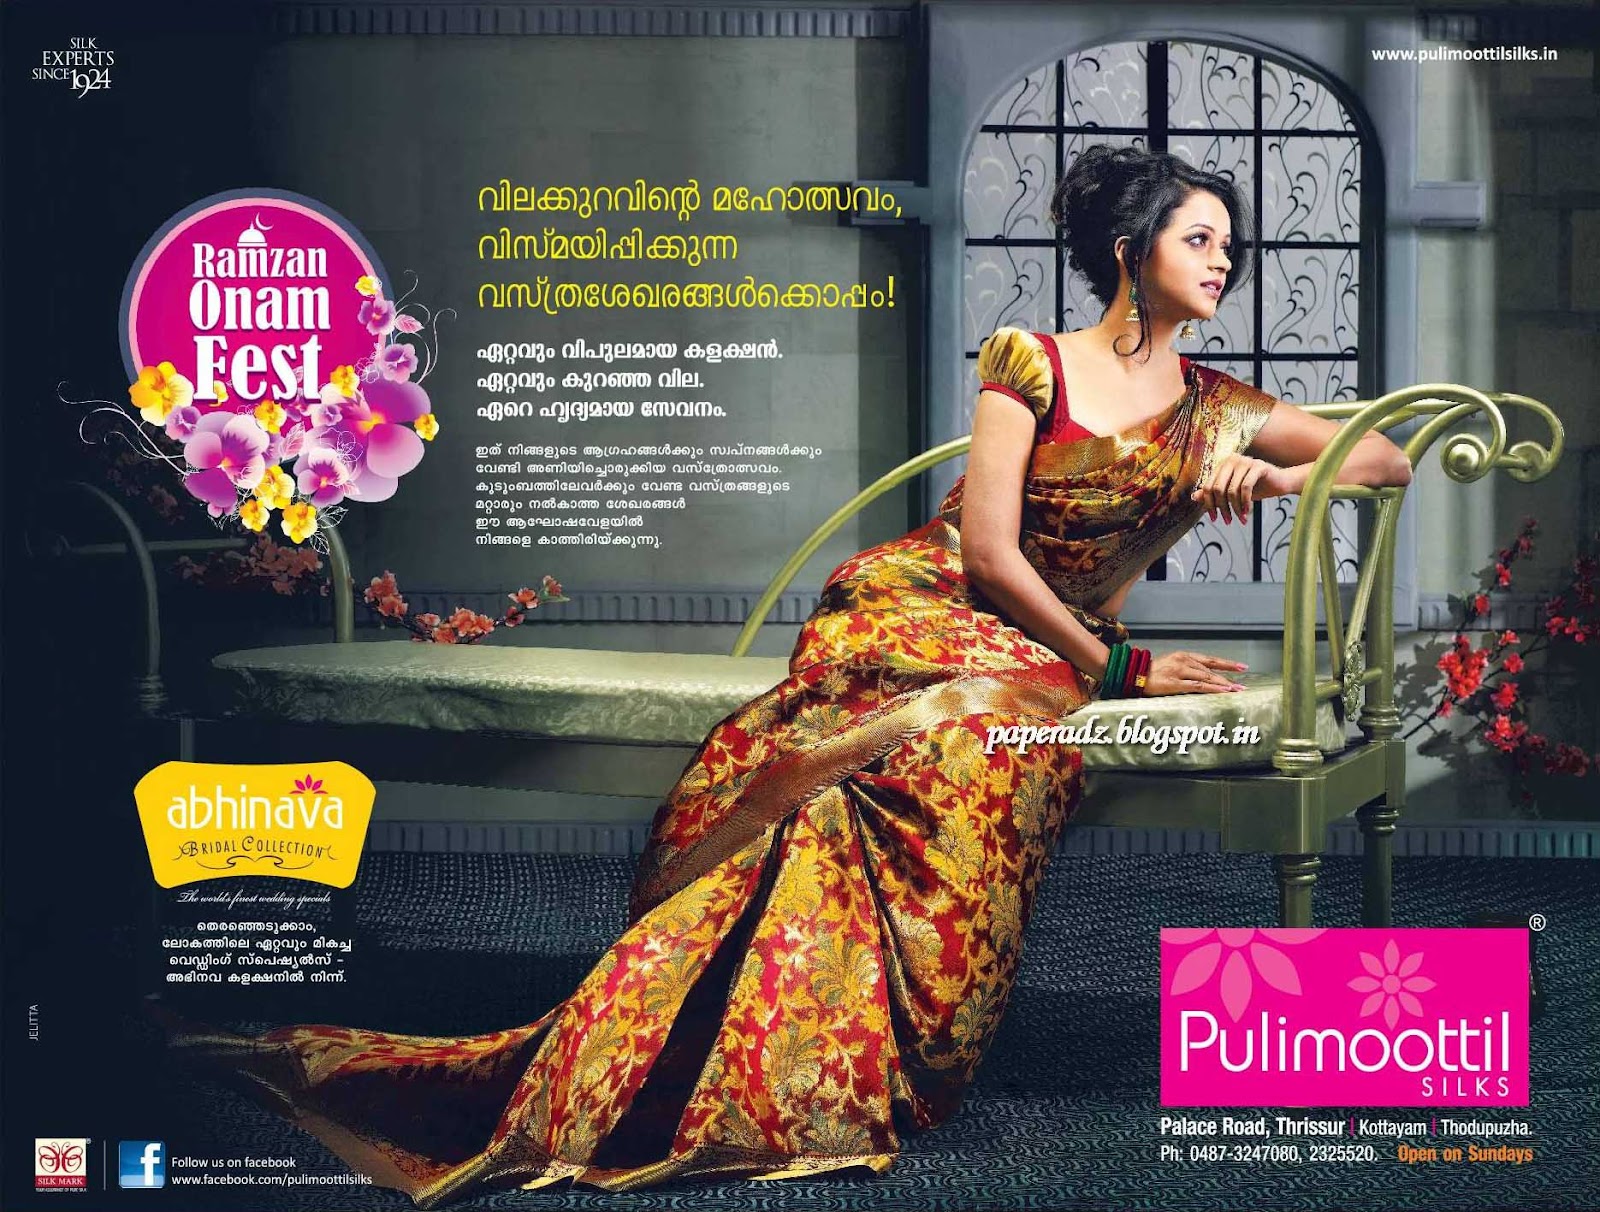 SILK
EXPERTS
SINCE 1924
www.pulimoottilsilks.in
Ramzan
Onam
Fest
വിലക്കുറവിന്റെ മഹോത്സവം,
വിസ്മയിപ്പിക്കുന്ന
വസ്ത്രശേഖരങ്ങൾക്കൊപ്പം!
ഏറ്റവും വിപുലമായ കളക്ഷൻ.
ഏറ്റവും കുറഞ്ഞ വില.
ഏറെ ഹൃദ്യമായ സേവനം.
ഇത് നിങ്ങളുടെ ആഗ്രഹങ്ങൾക്കും സ്വപ്നങ്ങൾക്കും
വേണ്ടി അണിയിച്ചൊരുക്കിയ വസ്ത്രോത്സവം.
കുടുംബത്തിലേവർക്കും വേണ്ട വസ്ത്രങ്ങളുടെ
മറ്റാരും നൽകാത്ത ശേഖരങ്ങൾ
ഈ ആഘോഷവേളയിൽ
നിങ്ങളെ കാത്തിരിയ്ക്കുന്നു.
paperadz.blogspot.in
abhinava
BRIDAL COLLECTION
The world's finest wedding specials
തെരഞ്ഞെടുക്കാം,
ലോകത്തിലെ ഏറ്റവും മികച്ച
വെഡ്ഡിംഗ് സ്പെഷ്യൽസ് –
അഭിനവ കളക്ഷനിൽ നിന്ന്.
JELITTA
®
Pulimoottil
SILKS
Palace Road, Thrissur | Kottayam | Thodupuzha.
Ph: 0487-3247080, 2325520. Open on Sundays
SILK MARK
YOUR ASSURANCE OF PURE SILK
f
Follow us on facebook
www.facebook.com/pulimoottilsilks